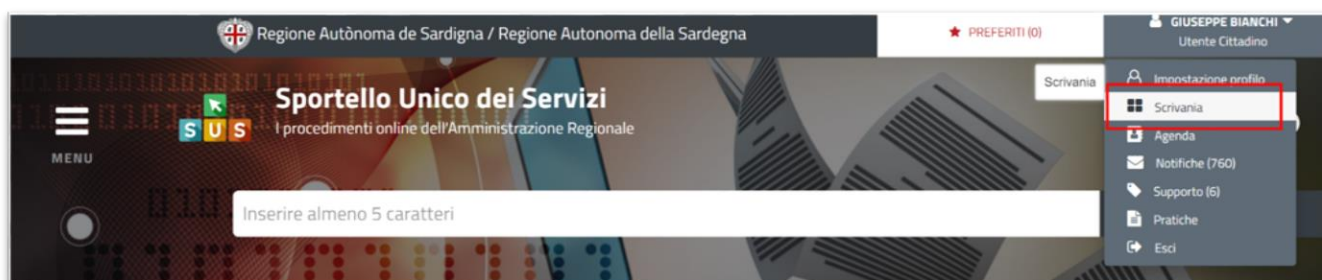 Regione Autònoma de Sardigna / Regione Autonoma della Sardegna
PREFERITI (0)
GIUSEPPE BIANCHI
Utente Cittadino
MENU
SUS
Sportello Unico dei Servizi
I procedimenti online dell'Amministrazione Regionale
Inserire almeno 5 caratteri
Scrivania
Impostazione profilo
Scrivania
Agenda
Notifiche (760)
Supporto (6)
Pratiche
Esci